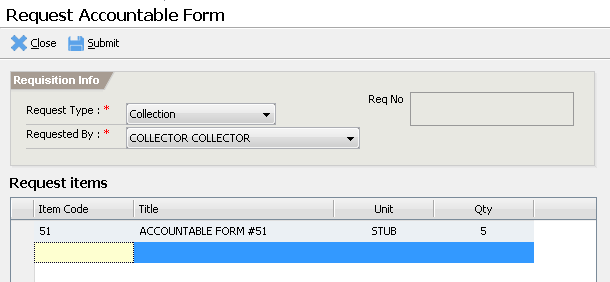 Request Accountable Form
Close Submit
Requisition Info
Request Type : * Collection Req No
Requested By : * COLLECTOR COLLECTOR
Request items
Item Code Title Unit Qty
51 ACCOUNTABLE FORM #51 STUB 5